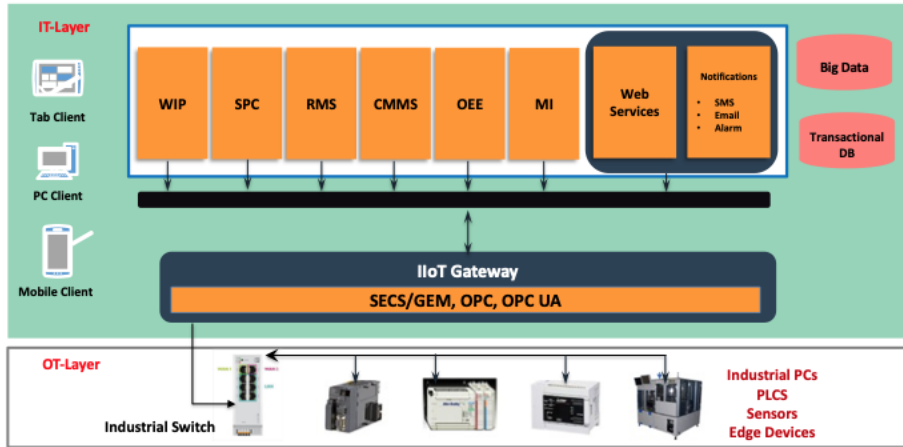 IT-Layer
Tab Client
PC Client
Mobile Client
WIP
SPC
RMS
CMMS
OEE
MI
Web
Services
Notifications
• SMS
• Email
• Alarm
Big Data
Transactional
DB
IIoT Gateway
SECS/GEM, OPC, OPC UA
OT-Layer
Industrial Switch
Industrial PCs
PLCS
Sensors
Edge Devices